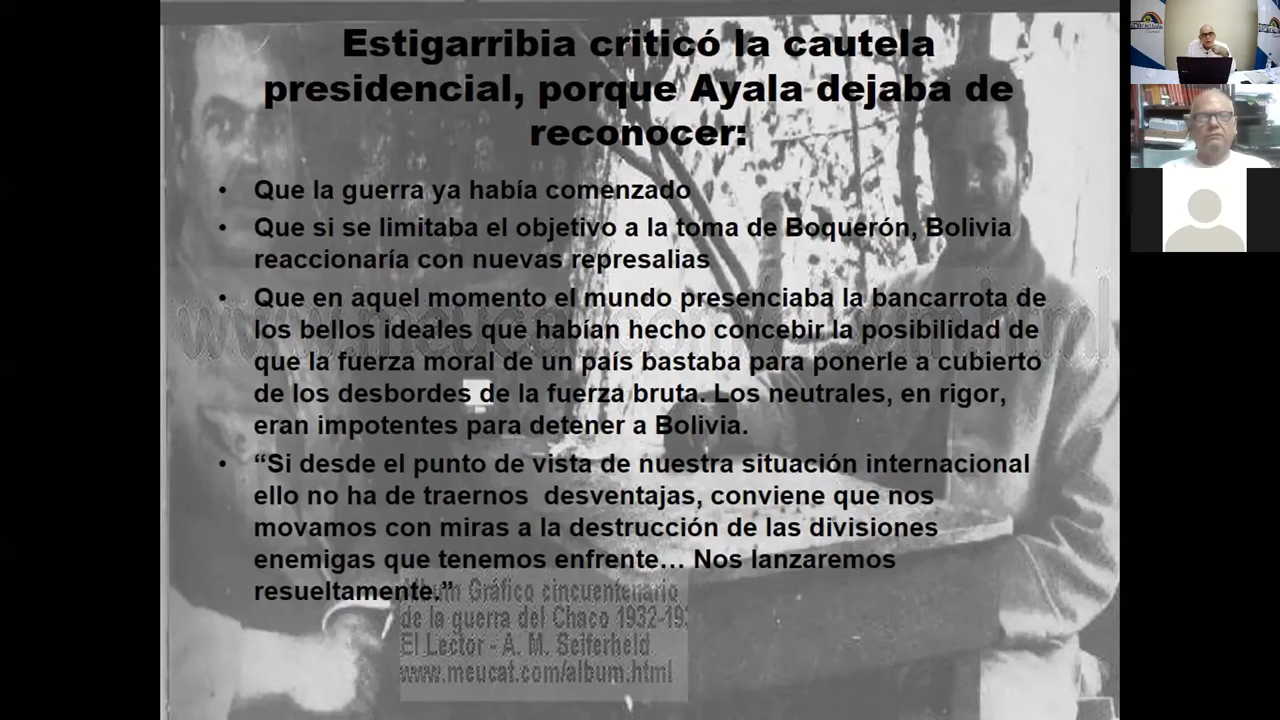 Estigarribia criticó la cautela
presidencial, porque Ayala dejaba de
reconocer:
• Que la guerra ya había comenzado
• Que si se limitaba el objetivo a la toma de Boquerón, Bolivia
reaccionaría con nuevas represalias
• Que en aquel momento el mundo presenciaba la bancarrota de
los bellos ideales que habían hecho concebir la posibilidad de
que la fuerza moral de un país bastaba para ponerle a cubierto
de los desbordes de la fuerza bruta. Los neutrales, en rigor,
eran impotentes para detener a Bolivia.
• “Si desde el punto de vista de nuestra situación internacional
ello no ha de traernos desventajas, conviene que nos
movamos con miras a la destrucción de las divisiones
enemigas que tenemos enfrente… Nos lanzaremos
resueltamente.”
Gráfico cincuentenario
de la guerra del Chaco 1932-19
El Lector - A. M. Seiferheld
www.meucat.com/album.html